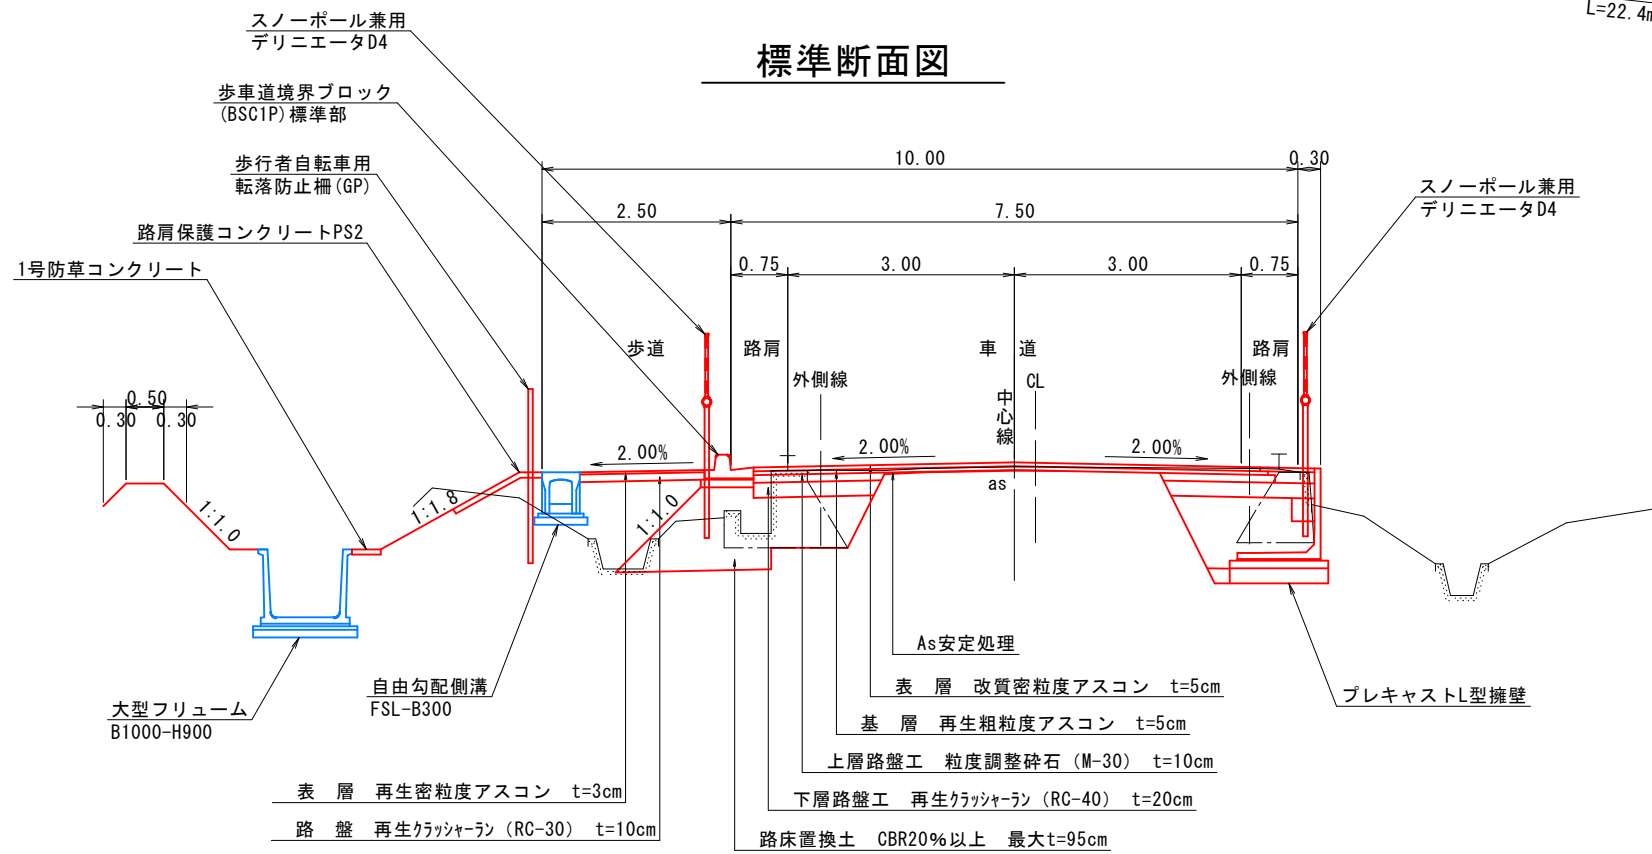 L=22.4m
スノーポール兼用
デリニエータD4
標準断面図
歩車道境界ブロック
(BSC1P)標準部
歩行者自転車用
転落防止柵(GP)
路肩保護コンクリートPS2
1号防草コンクリート
10.00
0.30
スノーポール兼用
デリニエータD4
2.50
7.50
0.75
3.00
3.00
0.75
歩道
路肩
車 道
路肩
外側線
CL
外側線
中心線
0.50
0.30
0.30
2.00%
2.00%
2.00%
as
1:1.0
1:1.8
1:1.0
As安定処理
自由勾配側溝
FSL-B300
表 層 改質密粒度アスコン t=5cm
プレキャストL型擁壁
大型フリューム
B1000-H900
基 層 再生粗粒度アスコン t=5cm
上層路盤工 粒度調整砕石(M-30) t=10cm
表 層 再生密粒度アスコン t=3cm
下層路盤工 再生クラッシャーラン(RC-40) t=20cm
路 盤 再生クラッシャーラン(RC-30) t=10cm
路床置換土 CBR20%以上 最大t=95cm